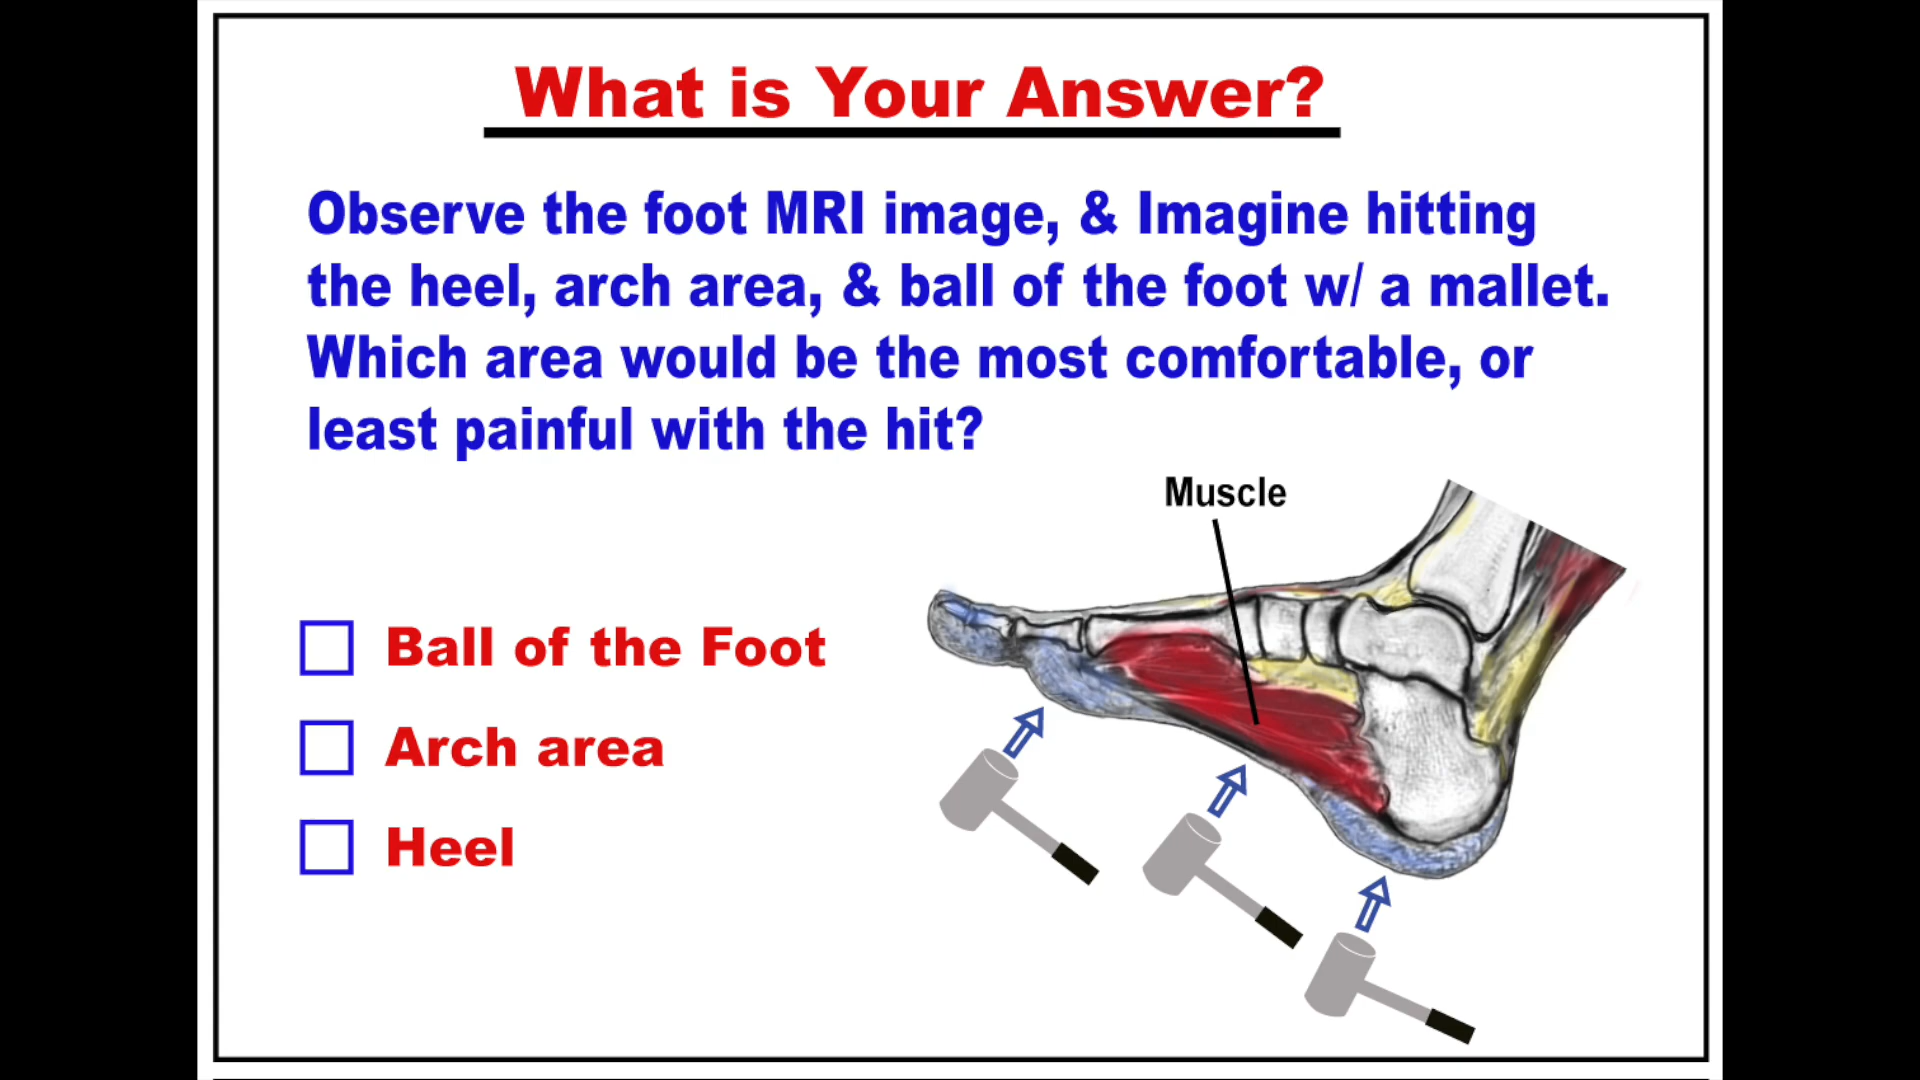 What is Your Answer?
Observe the foot MRI image, & Imagine hitting
the heel, arch area, & ball of the foot w/ a mallet.
Which area would be the most comfortable, or
least painful with the hit?
Muscle
Ball of the Foot
Arch area
Heel